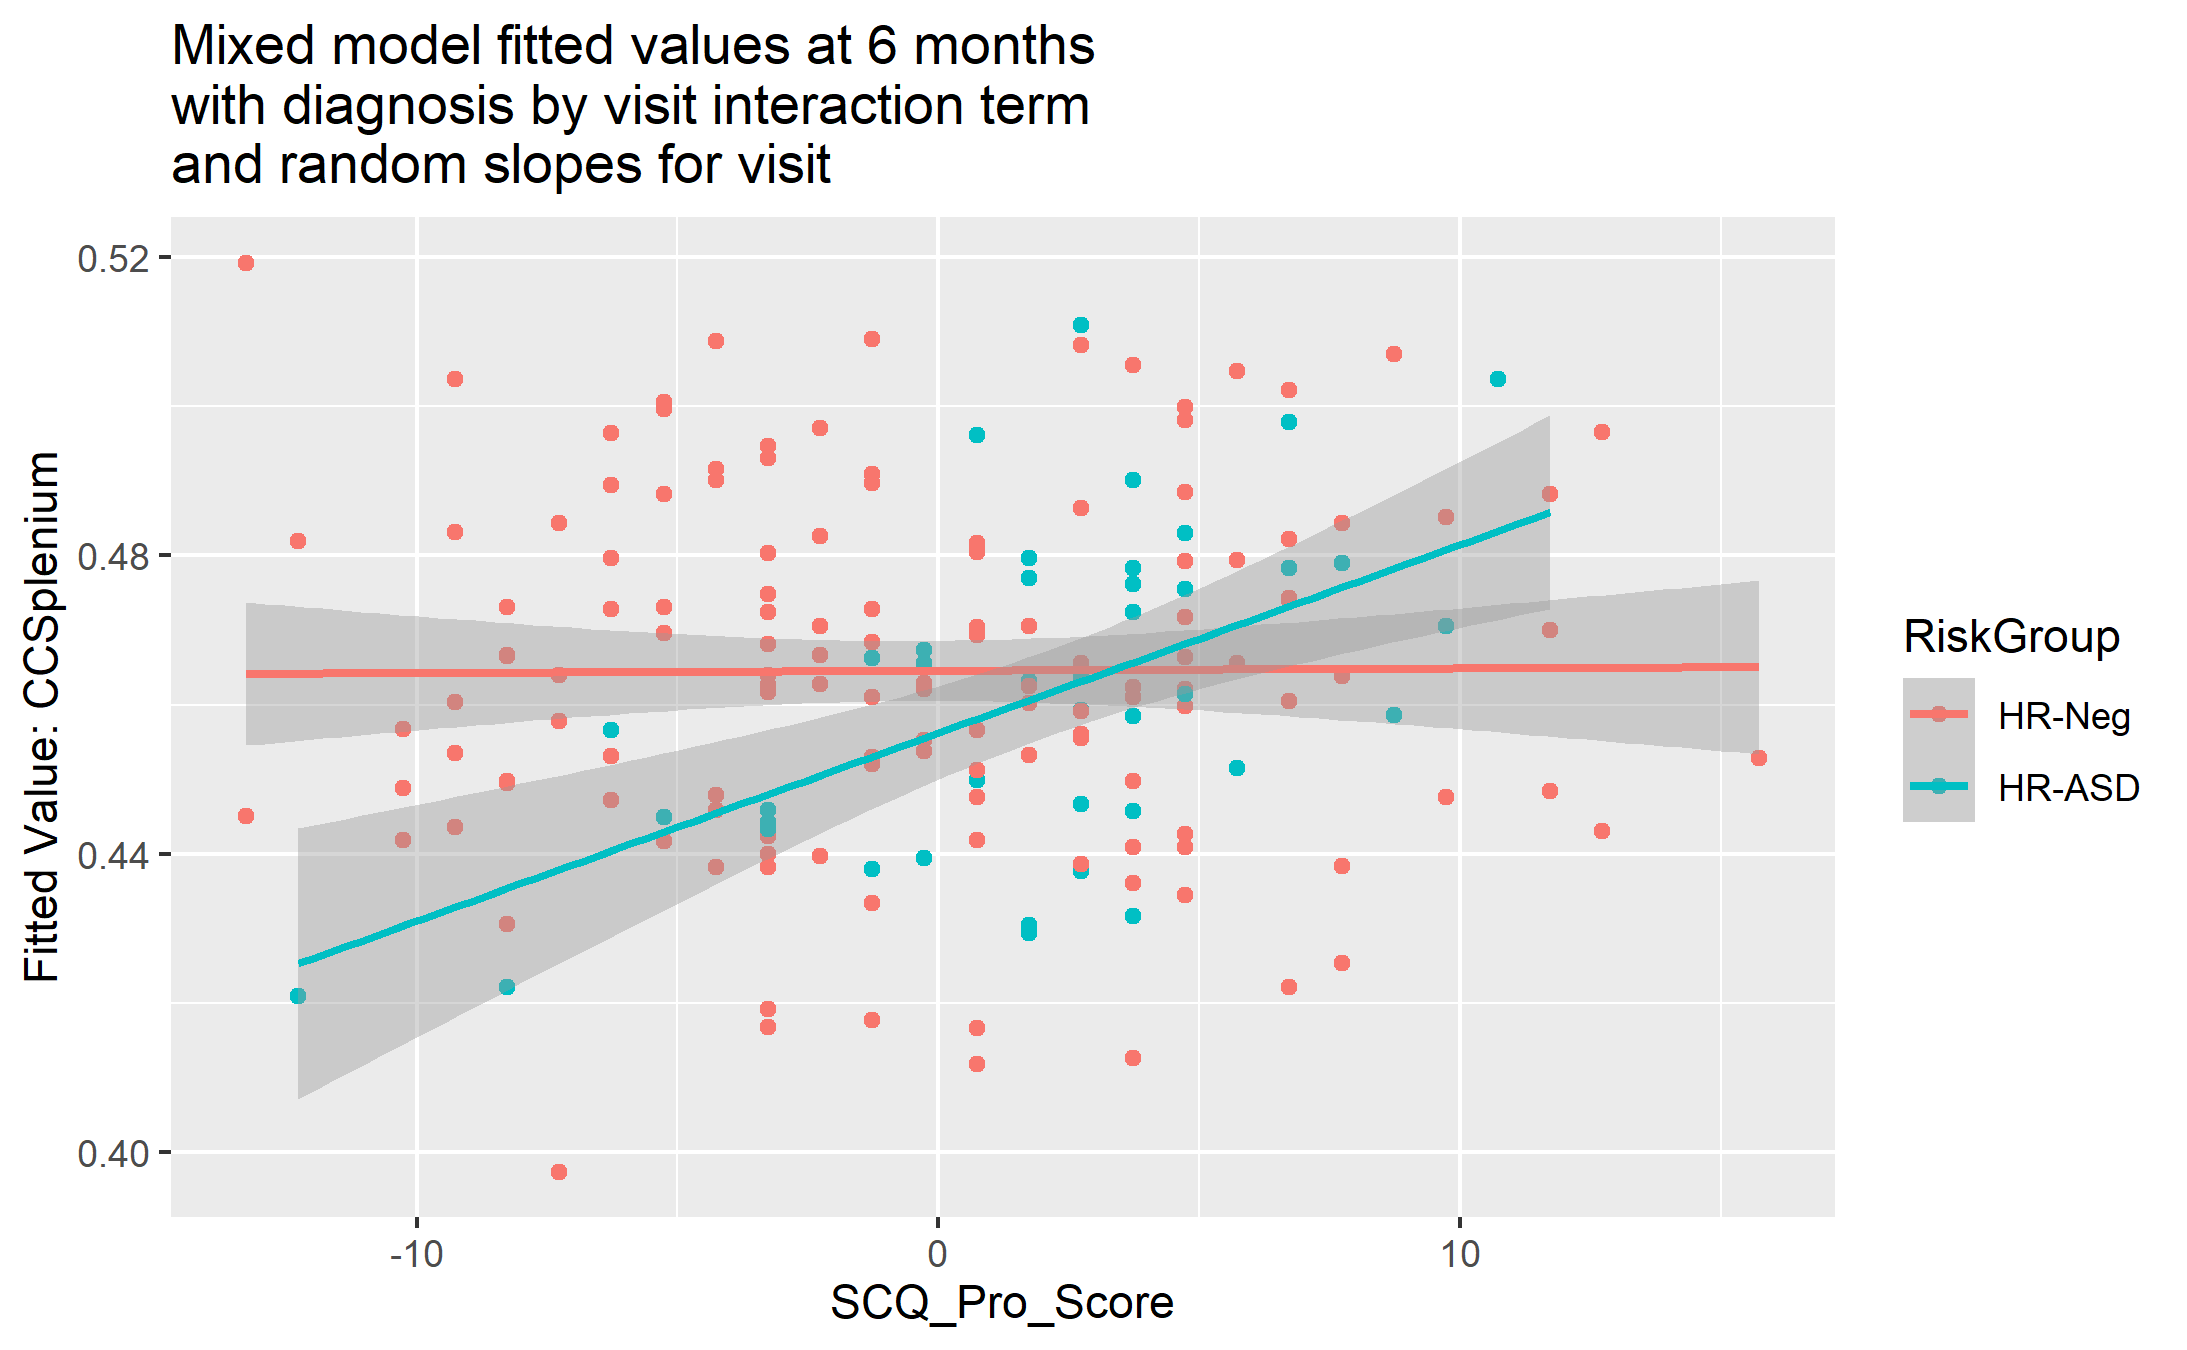 Mixed model fitted values at 6 months
with diagnosis by visit interaction term
and random slopes for visit
Fitted Value: CCSplenium
0.52
0.48
0.44
0.40
-10
0
10
SCQ_Pro_Score
RiskGroup
HR-Neg
HR-ASD